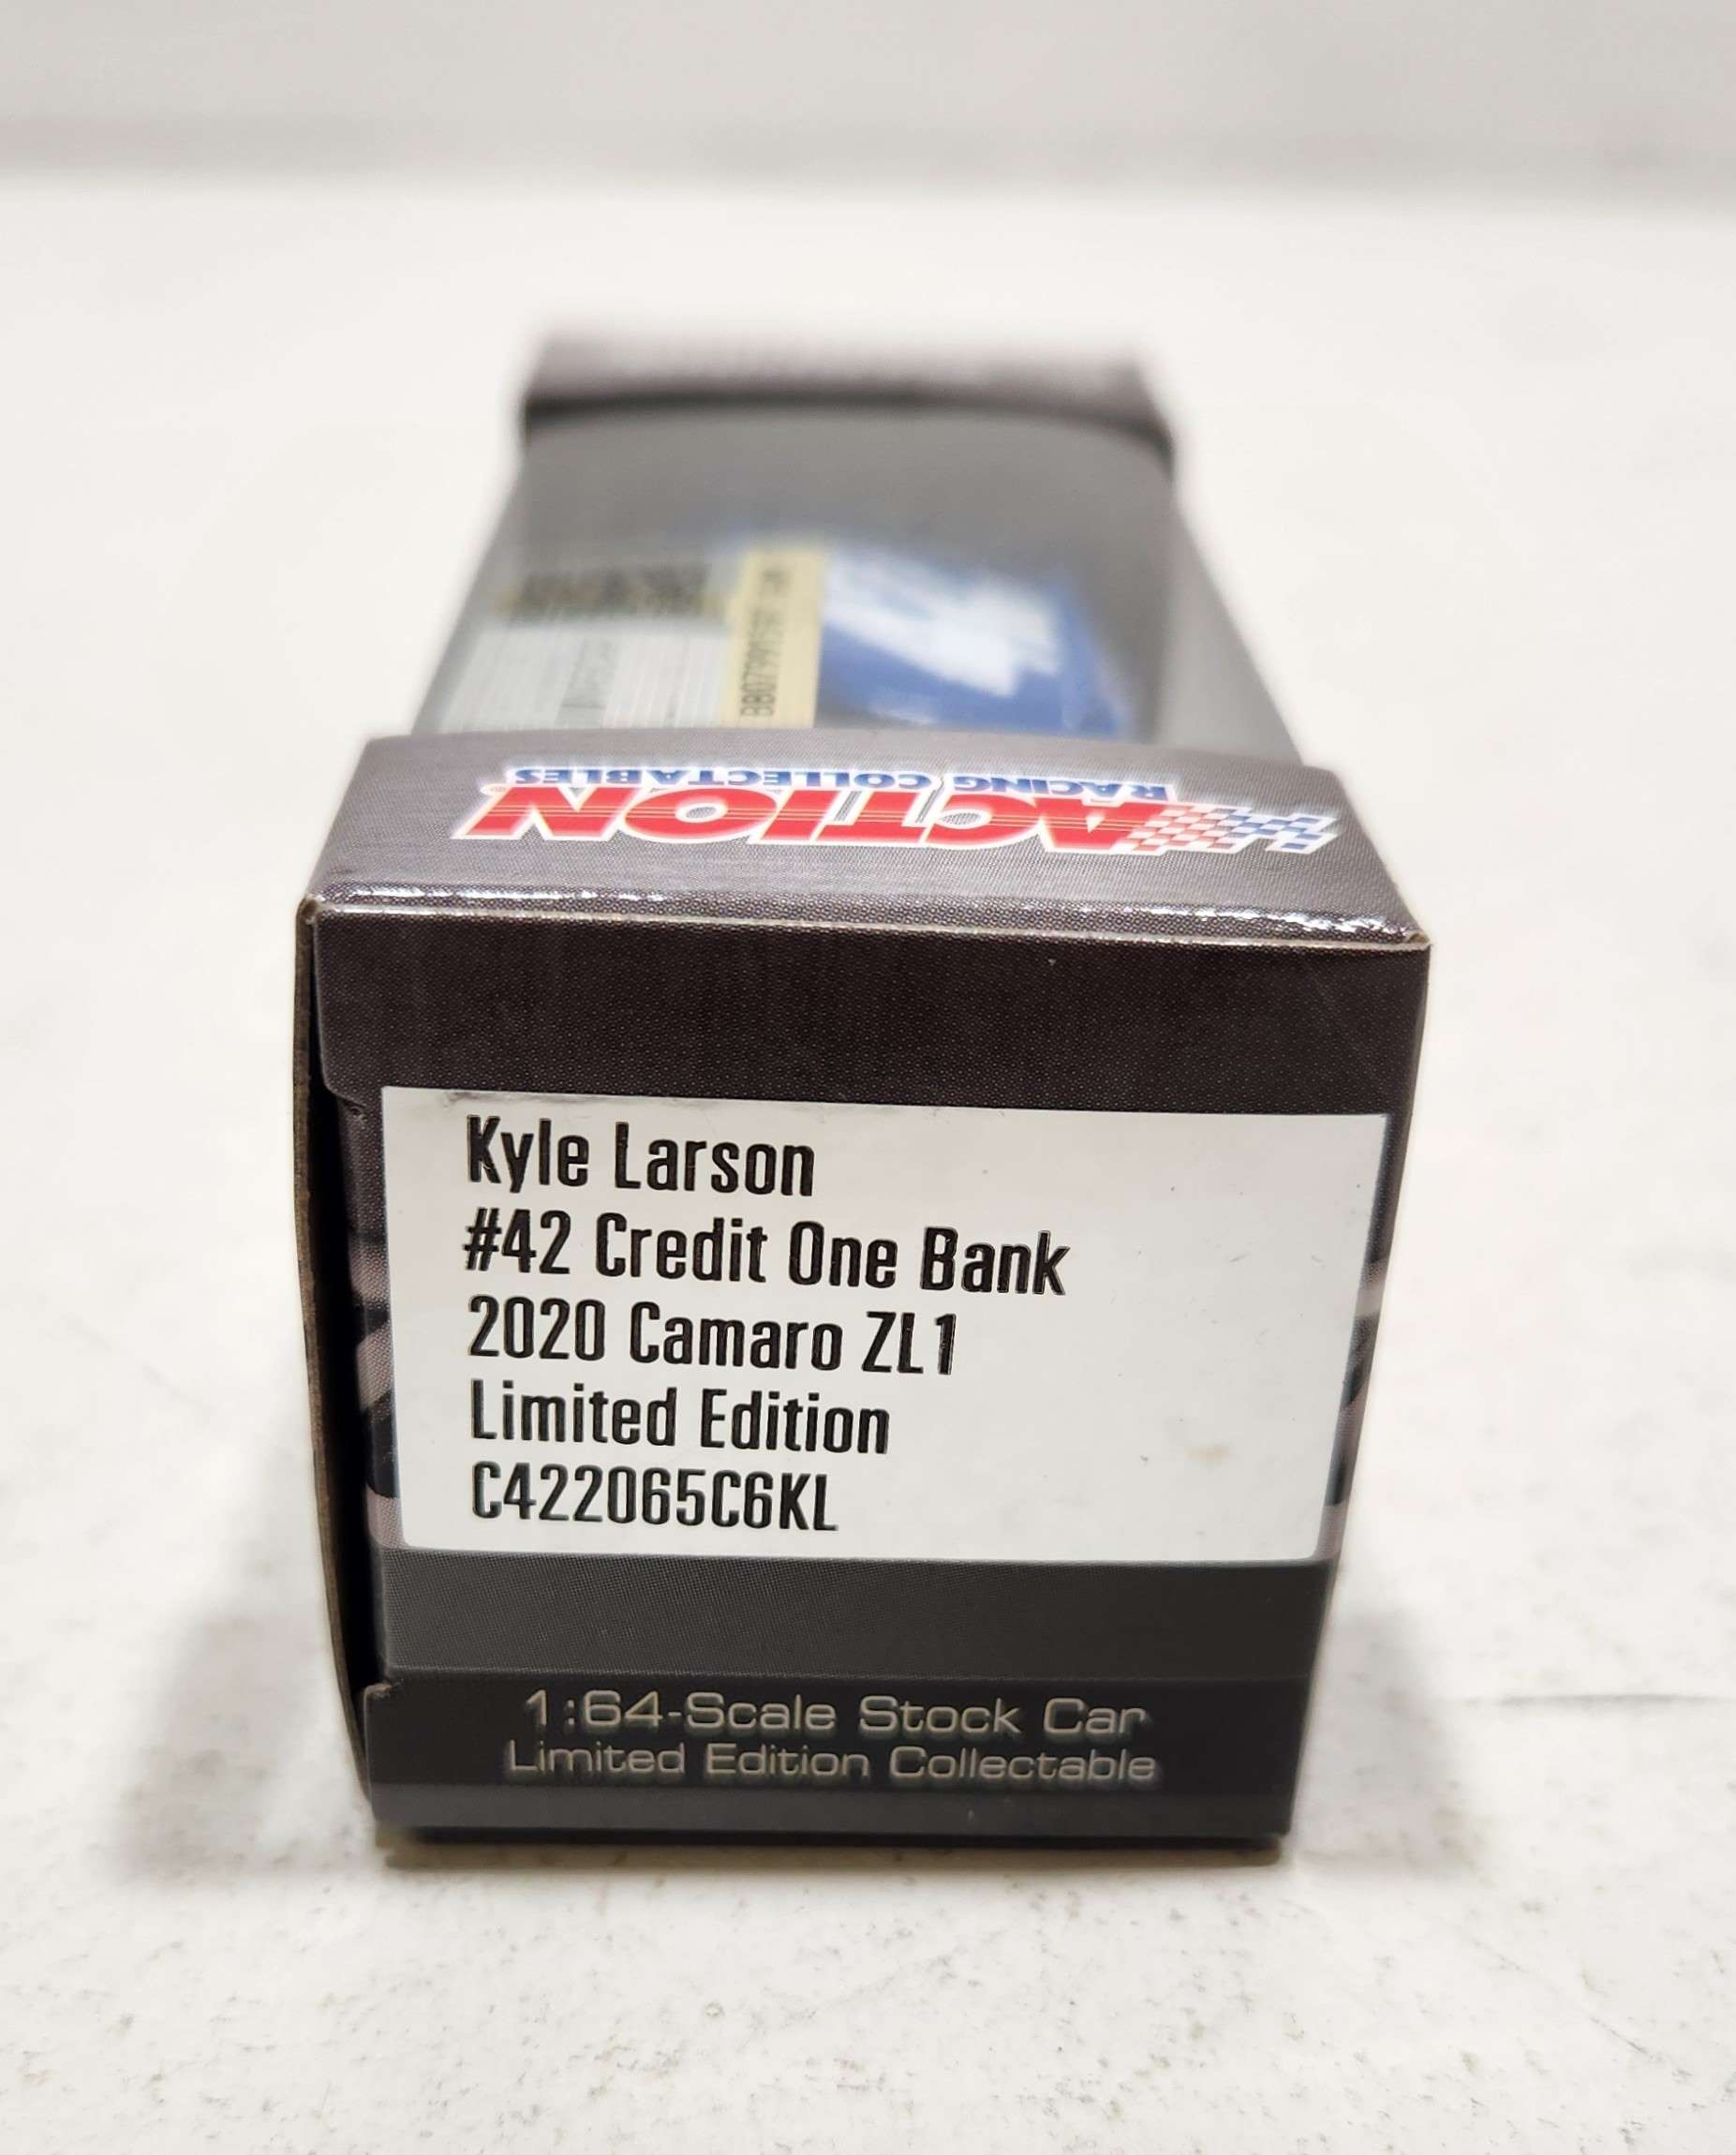 ACTION
RACING COLLECTABLES
Kyle Larson
#42 Credit One Bank
2020 Camaro ZL1
Limited Edition
C422065C6KL
1:64-Scale Stock Car
Limited Edition Collectable